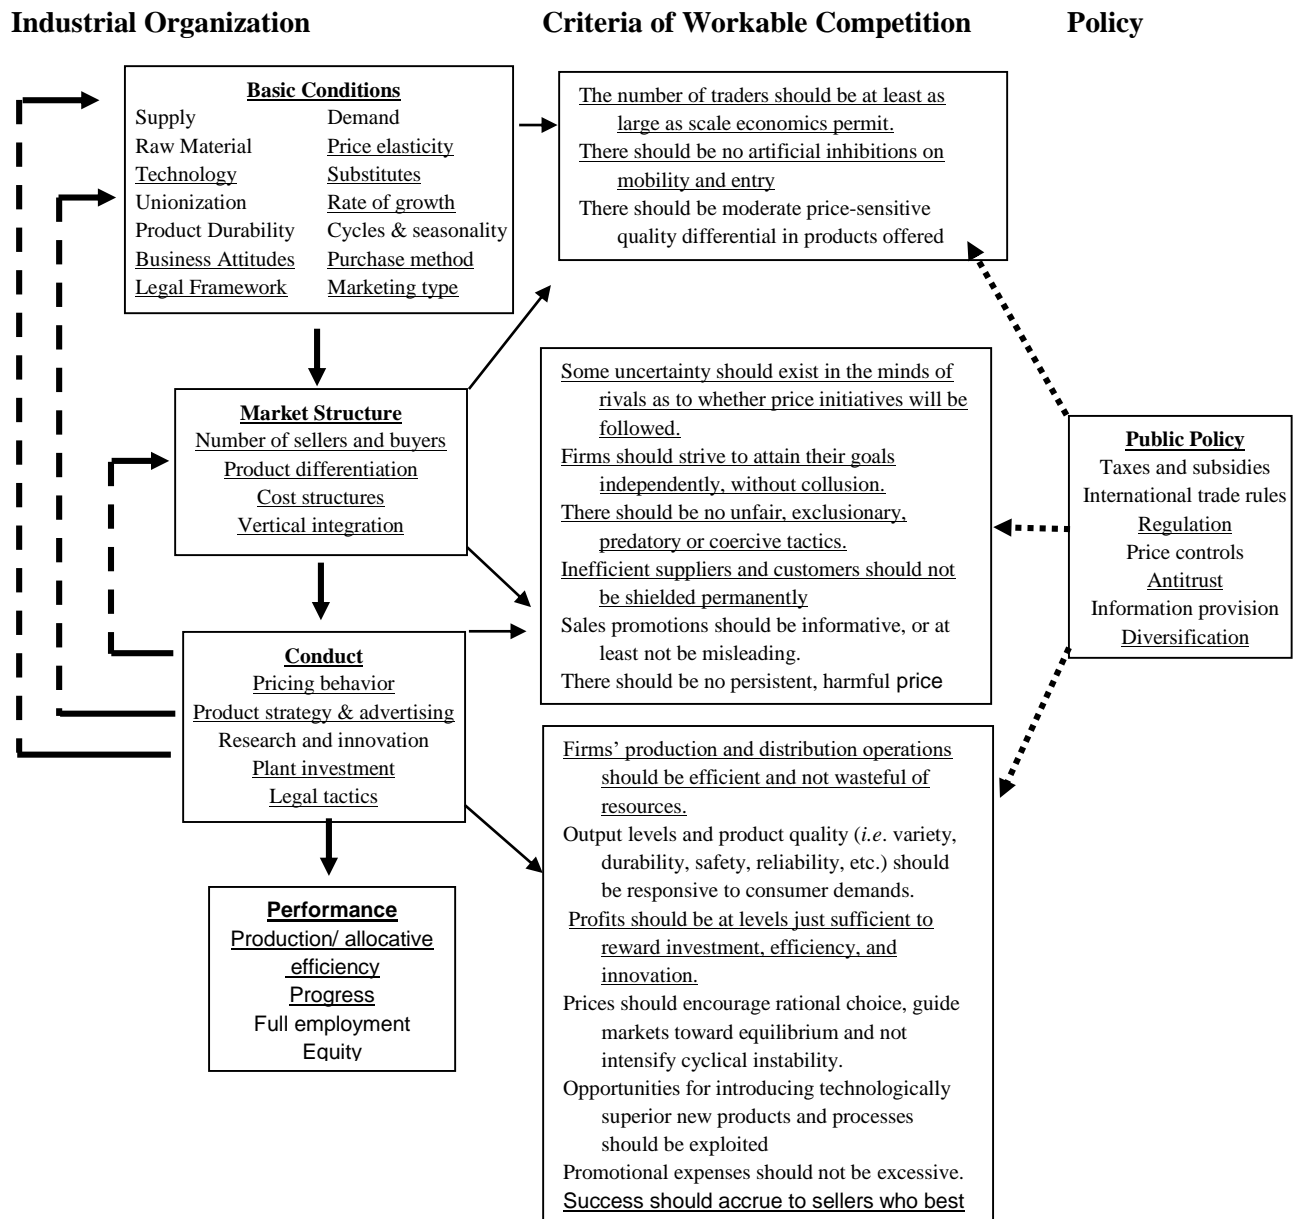 Industrial Organization
Criteria of Workable Competition
Policy
Basic Conditions
Supply Demand
Raw Material Price elasticity
Technology Substitutes
Unionization Rate of growth
Product Durability Cycles & seasonality
Business Attitudes Purchase method
Legal Framework Marketing type
Market Structure
Number of sellers and buyers
Product differentiation
Cost structures
Vertical integration
Conduct
Pricing behavior
Product strategy & advertising
Research and innovation
Plant investment
Legal tactics
Performance
Production/ allocative
efficiency
Progress
Full employment
Equity
The number of traders should be at least as
large as scale economics permit.
There should be no artificial inhibitions on
mobility and entry
There should be moderate price-sensitive
quality differential in products offered
Some uncertainty should exist in the minds of
rivals as to whether price initiatives will be
followed.
Firms should strive to attain their goals
independently, without collusion.
There should be no unfair, exclusionary,
predatory or coercive tactics.
Inefficient suppliers and customers should not
be shielded permanently
Sales promotions should be informative, or at
least not be misleading.
There should be no persistent, harmful price
Firms' production and distribution operations
should be efficient and not wasteful of
resources.
Output levels and product quality (i.e. variety,
durability, safety, reliability, etc.) should
be responsive to consumer demands.
Profits should be at levels just sufficient to
reward investment, efficiency, and
innovation.
Prices should encourage rational choice, guide
markets toward equilibrium and not
intensify cyclical instability.
Opportunities for introducing technologically
superior new products and processes
should be exploited
Promotional expenses should not be excessive.
Success should accrue to sellers who best
Public Policy
Taxes and subsidies
International trade rules
Regulation
Price controls
Antitrust
Information provision
Diversification